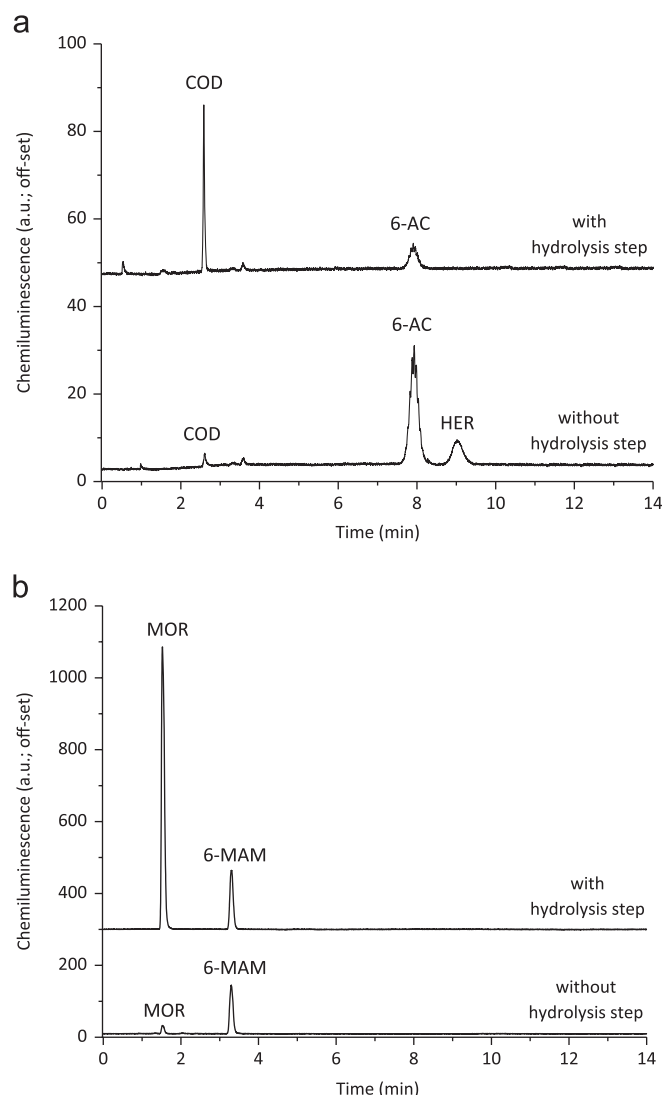 a
100
80
60
40
20
0
Chemiluminescence (a.u.; off-set)
COD
6-AC
with
hydrolysis step
6-AC
COD
HER
without
hydrolysis step
0 2 4 6 8 10 12 14
Time (min)
b
1200
1000
800
600
400
200
0
Chemiluminescence (a.u.; off-set)
MOR
6-MAM
with
hydrolysis step
6-MAM
MOR
without
hydrolysis step
0 2 4 6 8 10 12 14
Time (min)